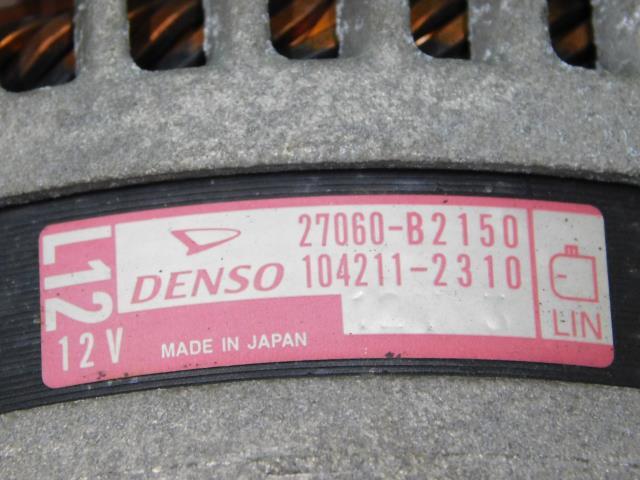 L12
27060-B2150
DENSO 104211-2310
12V MADE IN JAPAN
LIN